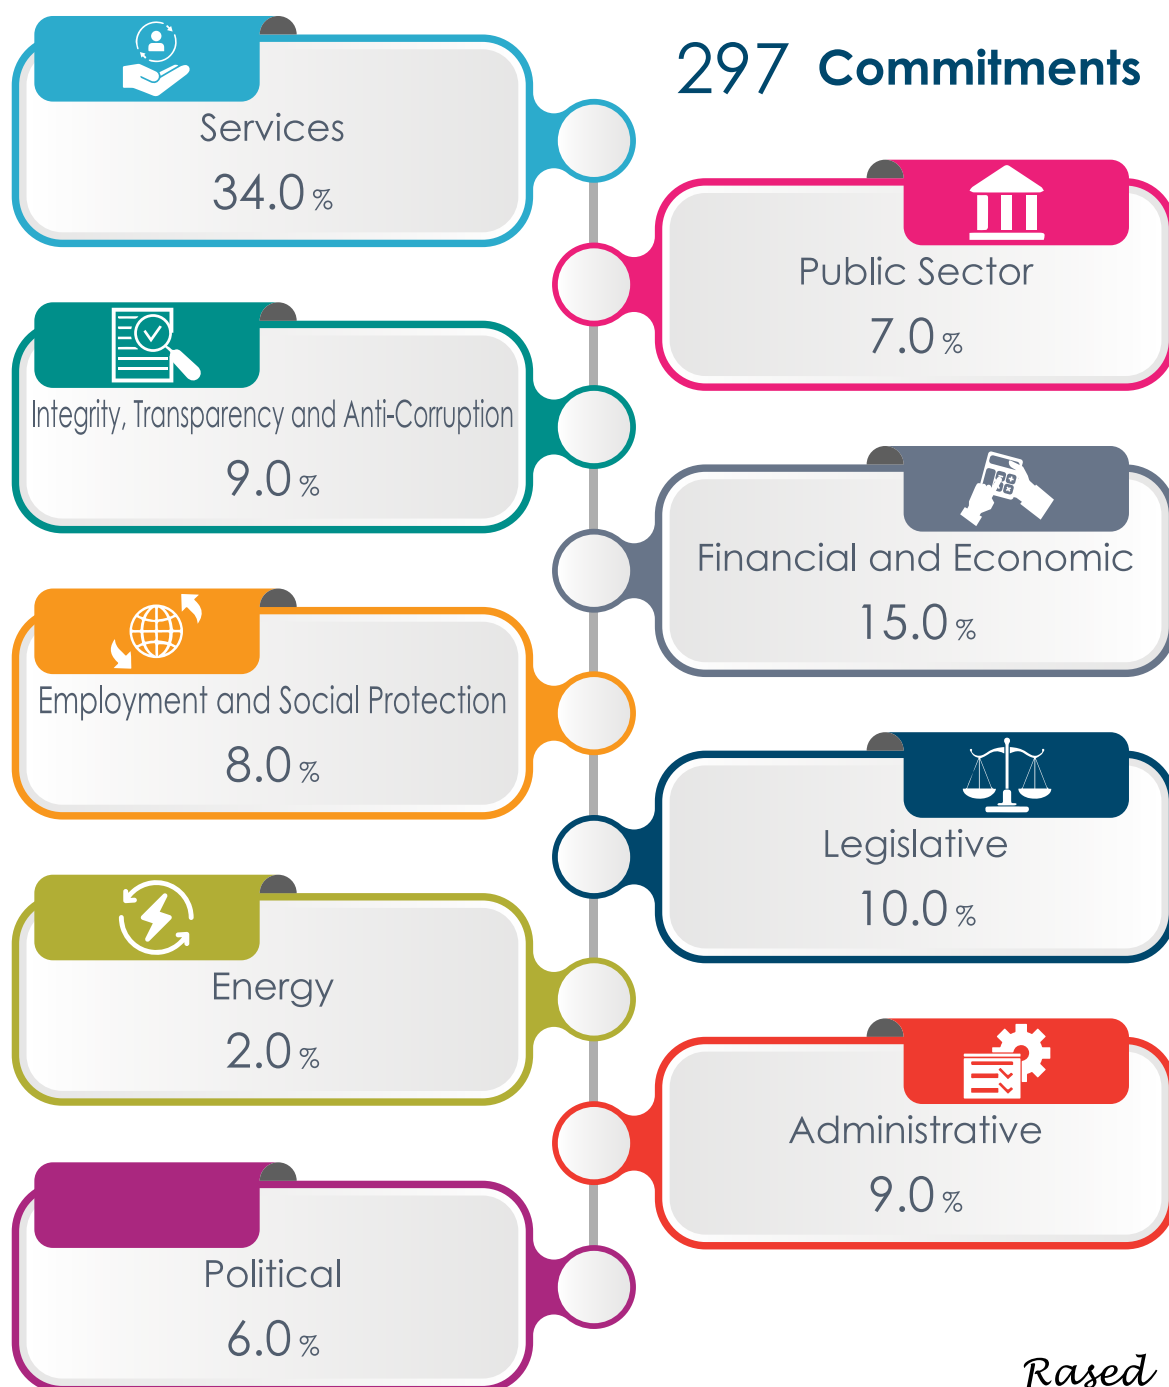 297 Commitments
Services
34.0 %
Public Sector
7.0 %
Integrity, Transparency and Anti-Corruption
9.0 %
Financial and Economic
15.0 %
Employment and Social Protection
8.0 %
Legislative
10.0 %
Energy
2.0 %
Administrative
9.0 %
Political
6.0 %
Rased